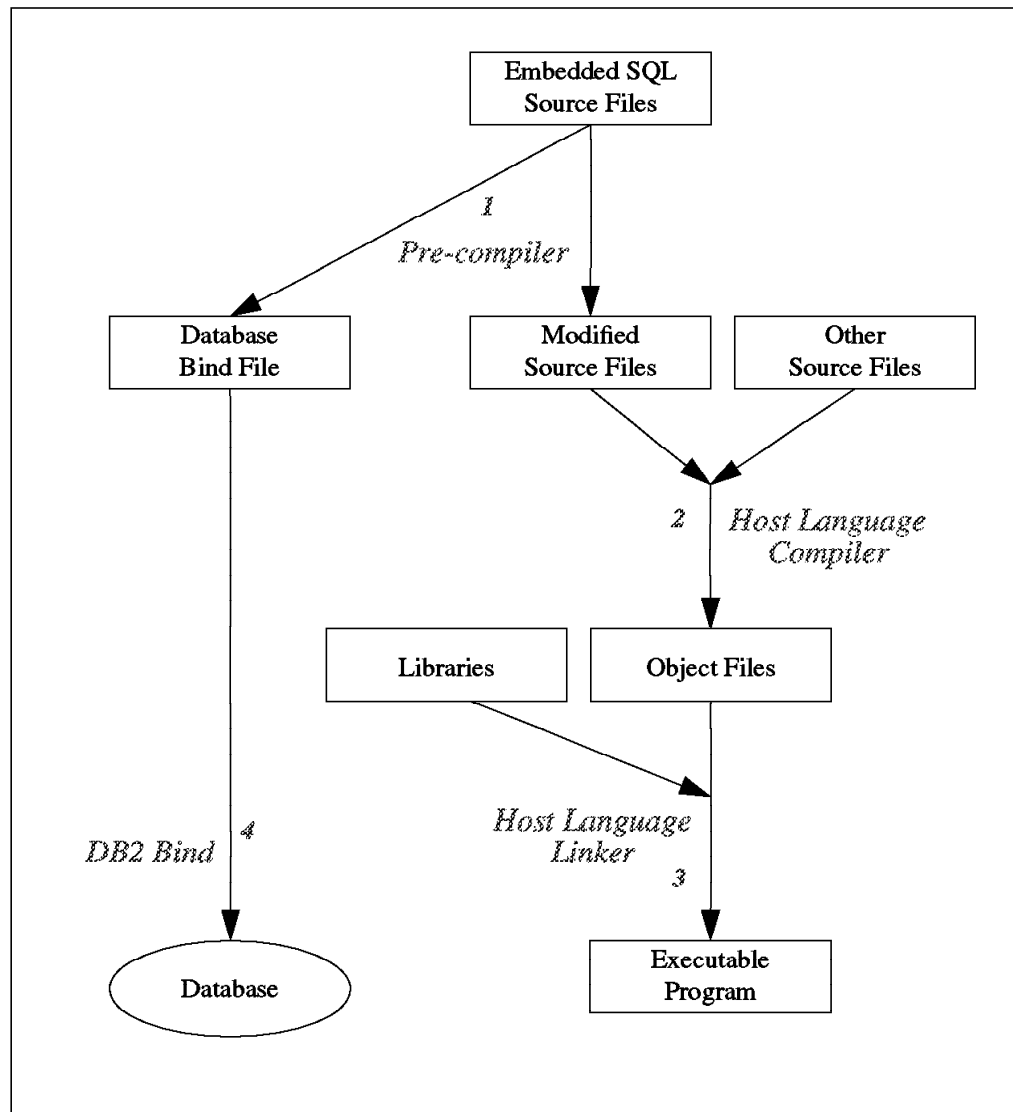 Embedded SQL
Source Files
1
Pre-compiler
Database
Bind File
Modified
Source Files
Other
Source Files
2
Host Language
Compiler
Libraries
Object Files
Host Language
Linker
3
4
DB2 Bind
Database
Executable
Program